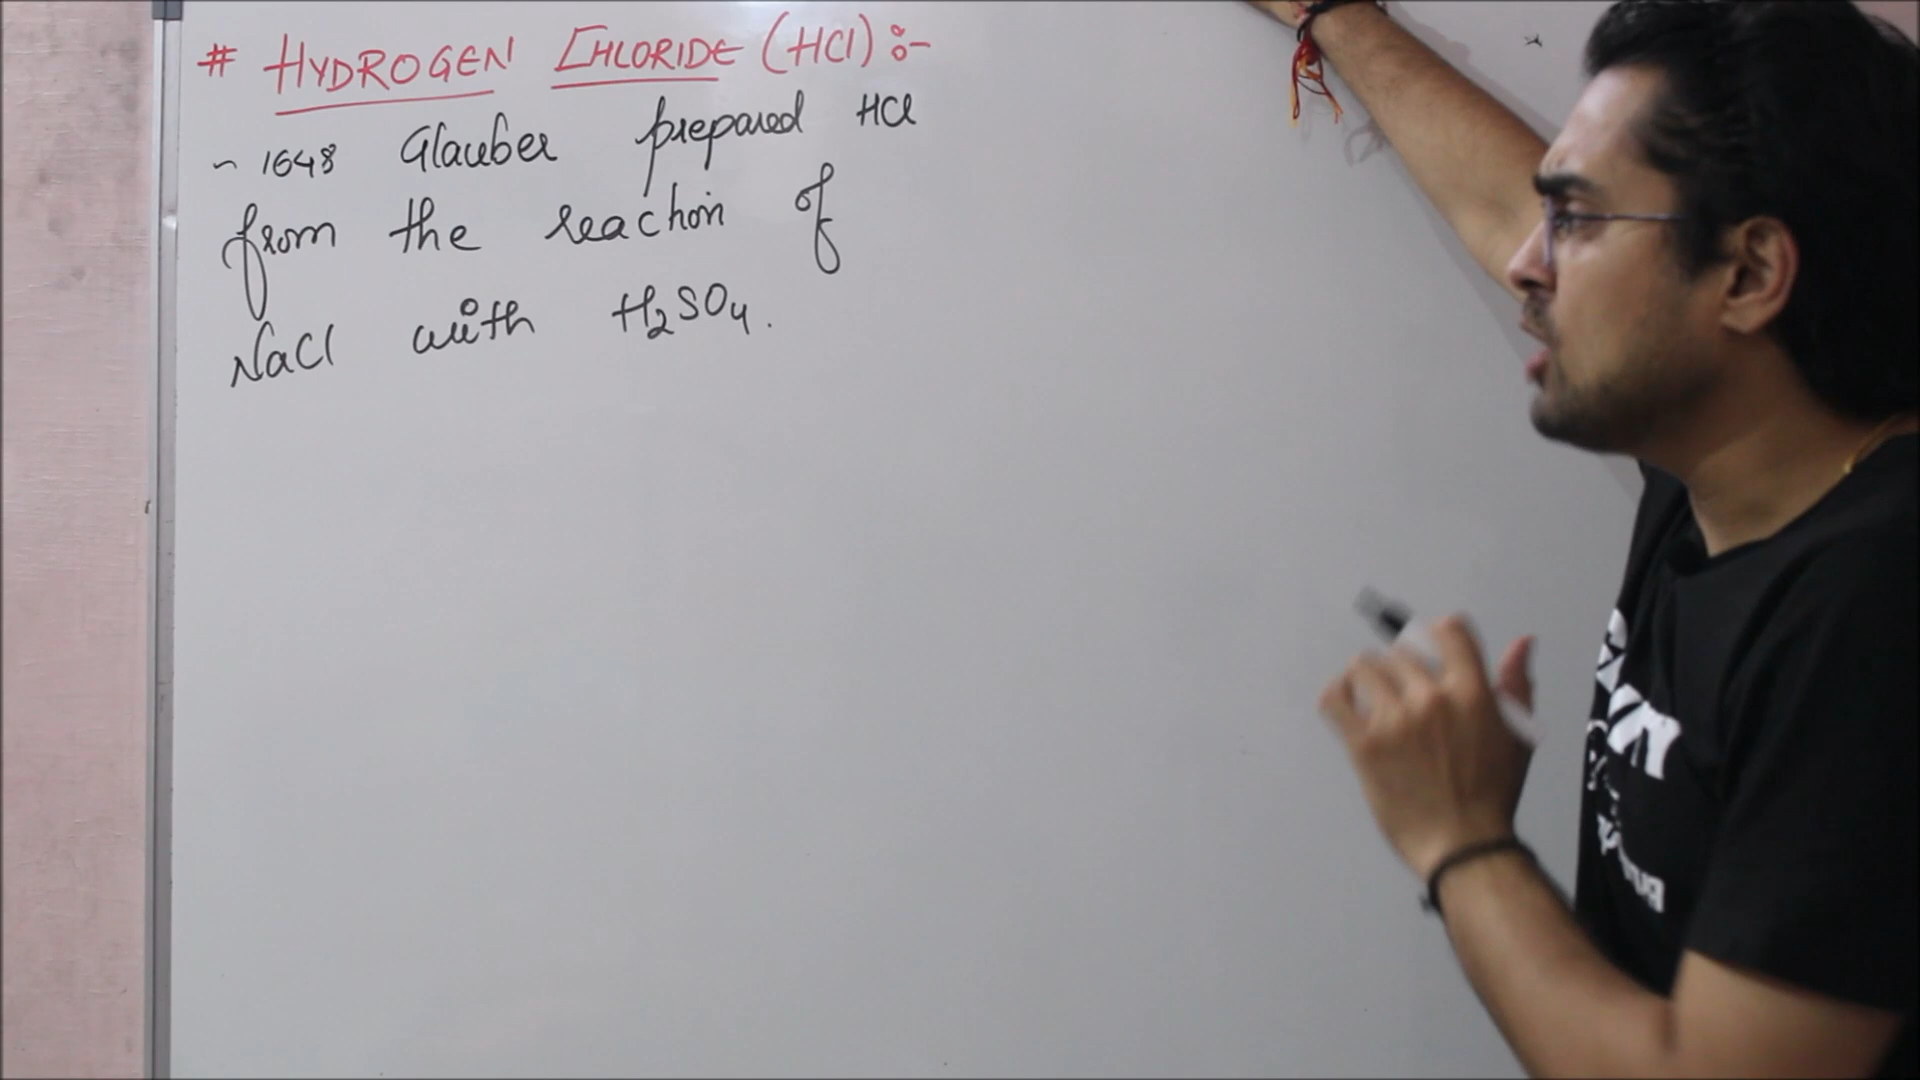 # HYDROGEN CHLORIDE (HCl) :-
~ 1648 Glauber prepared HCl
from the reaction of
NaCl with H₂SO₄.